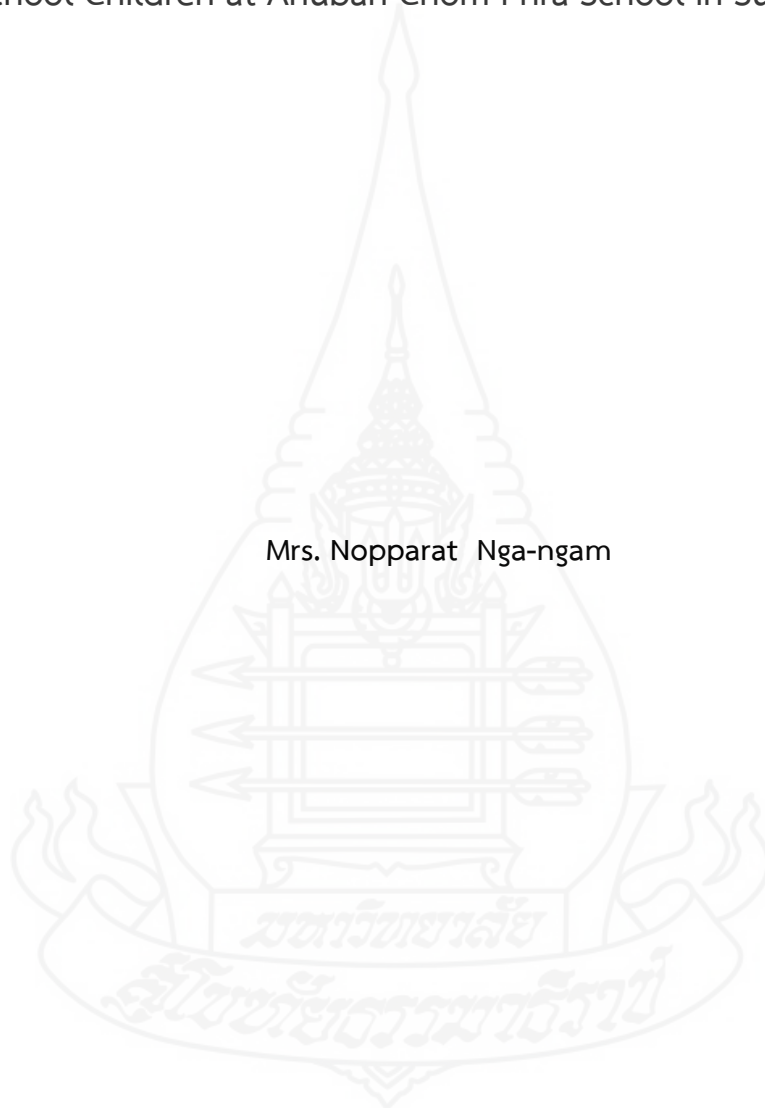 Children at Anuban Chom Phra School in
Mrs. Nopparat Nga-ngam
มหาวิทยาลัย
สุโขทัยธรรมาธิราช